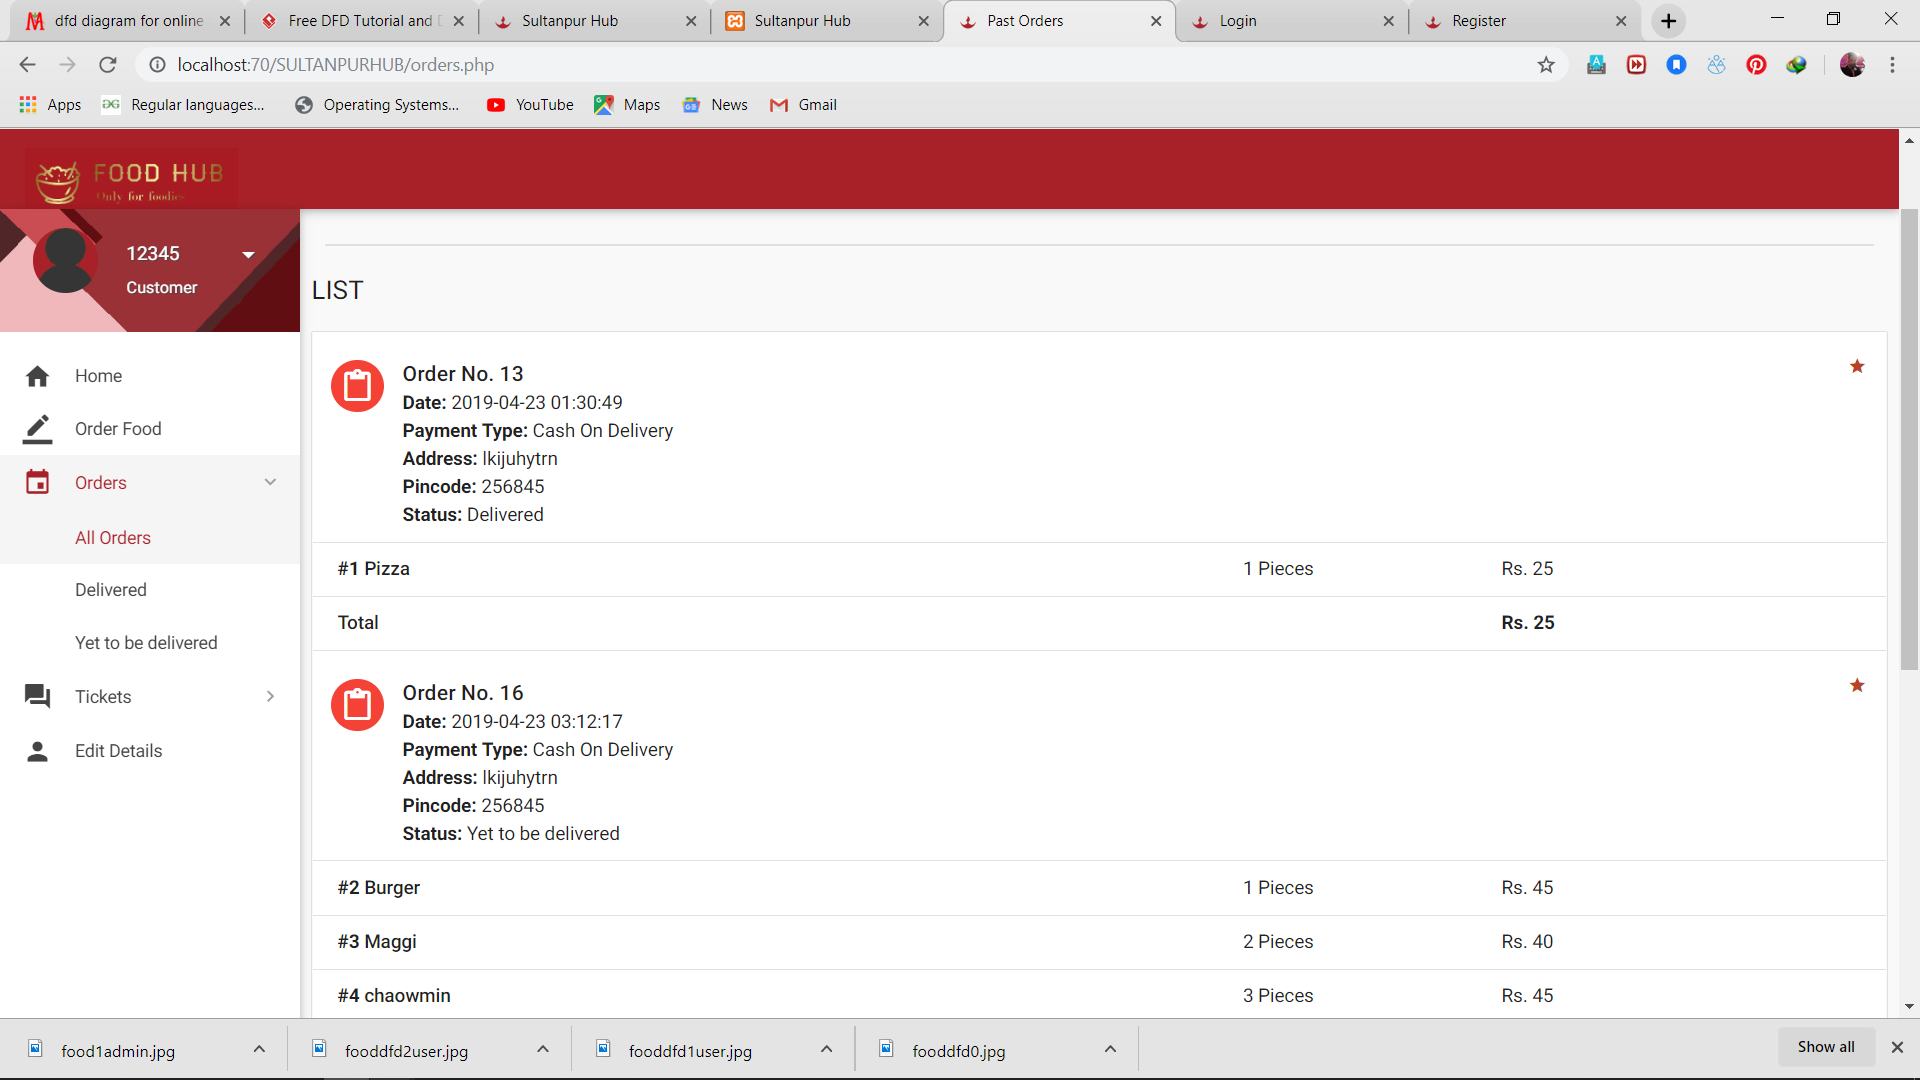 dfd diagram for online
Free DFD Tutorial and D
Sultanpur Hub
Sultanpur Hub
Past Orders
Login
Register
localhost:70/SULTANPURHUB/orders.php
Apps
Regular languages...
Operating Systems...
YouTube
Maps
News
Gmail
FOOD HUB
Only for foodies
12345
Customer
Home
Order Food
Orders
All Orders
Delivered
Yet to be delivered
Tickets
Edit Details
LIST
Order No. 13
Date: 2019-04-23 01:30:49
Payment Type: Cash On Delivery
Address: lkijuhytrn
Pincode: 256845
Status: Delivered
#1 Pizza 1 Pieces Rs. 25
Total Rs. 25
Order No. 16
Date: 2019-04-23 03:12:17
Payment Type: Cash On Delivery
Address: lkijuhytrn
Pincode: 256845
Status: Yet to be delivered
#2 Burger 1 Pieces Rs. 45
#3 Maggi 2 Pieces Rs. 40
#4 chaowmin 3 Pieces Rs. 45
food1admin.jpg
fooddfd2user.jpg
fooddfd1user.jpg
fooddfd0.jpg
Show all